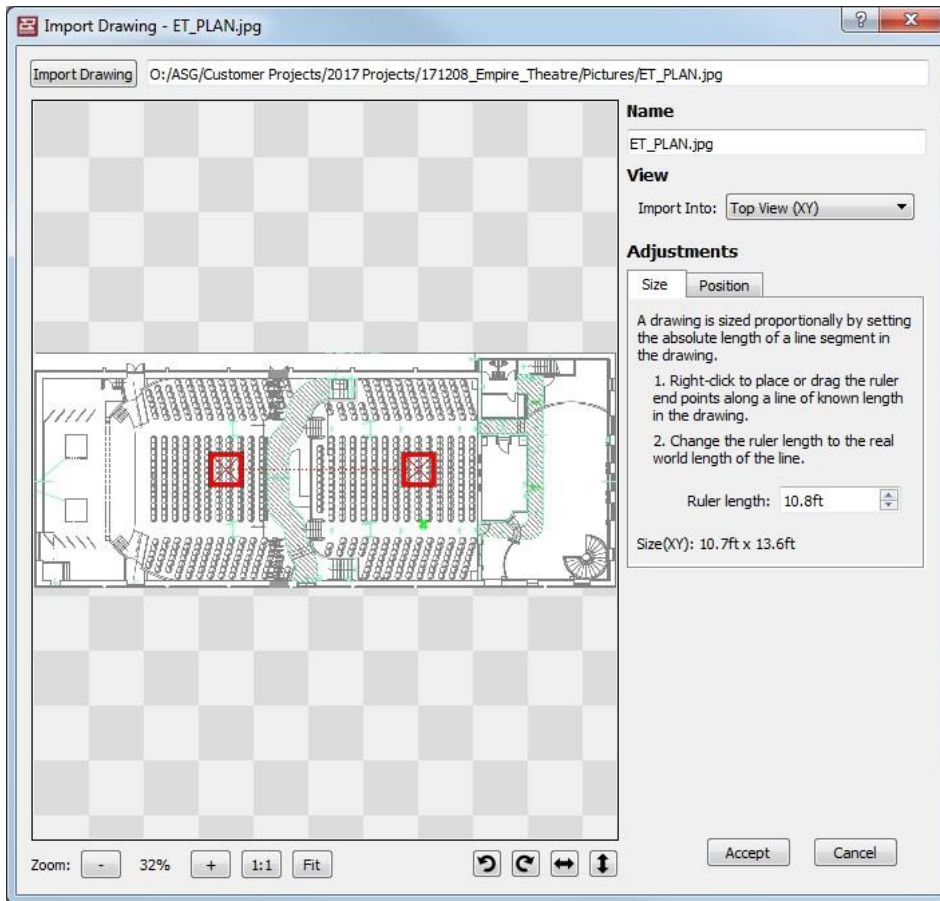 Import Drawing - ET_PLAN.jpg
Import Drawing
O:/ASG/Customer Projects/2017 Projects/171208_Empire_Theatre/Pictures/ET_PLAN.jpg
Name
ET_PLAN.jpg
View
Import Into:
Top View (XY)
Adjustments
Size
Position
A drawing is sized proportionally by setting
the absolute length of a line segment in
the drawing.
1. Right-click to place or drag the ruler
end points along a line of known length
in the drawing.
2. Change the ruler length to the real
world length of the line.
Ruler length:
10.8ft
Size(XY): 10.7ft x 13.6ft
Zoom:
-
32%
+
1:1
Fit
Accept
Cancel